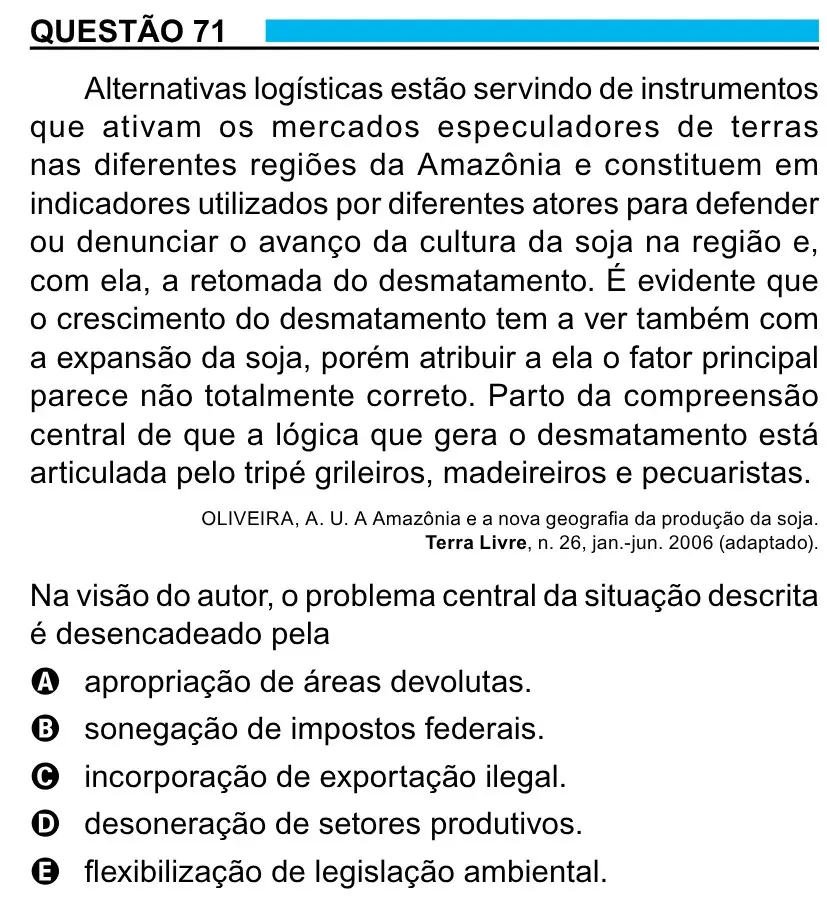 QUESTÃO 71
Alternativas logísticas estão servindo de instrumentos
que ativam os mercados especuladores de terras
nas diferentes regiões da Amazônia e constituem em
indicadores utilizados por diferentes atores para defender
ou denunciar o avanço da cultura da soja na região e,
com ela, a retomada do desmatamento. É evidente que
o crescimento do desmatamento tem a ver também com
a expansão da soja, porém atribuir a ela o fator principal
parece não totalmente correto. Parto da compreensão
central de que a lógica que gera o desmatamento está
articulada pelo tripé grileiros, madeireiros e pecuaristas.
OLIVEIRA, A. U. A Amazônia e a nova geografia da produção da soja.
Terra Livre, n. 26, jan.-jun. 2006 (adaptado).
Na visão do autor, o problema central da situação descrita
é desencadeado pela
A apropriação de áreas devolutas.
B sonegação de impostos federais.
C incorporação de exportação ilegal.
D desoneração de setores produtivos.
E flexibilização de legislação ambiental.